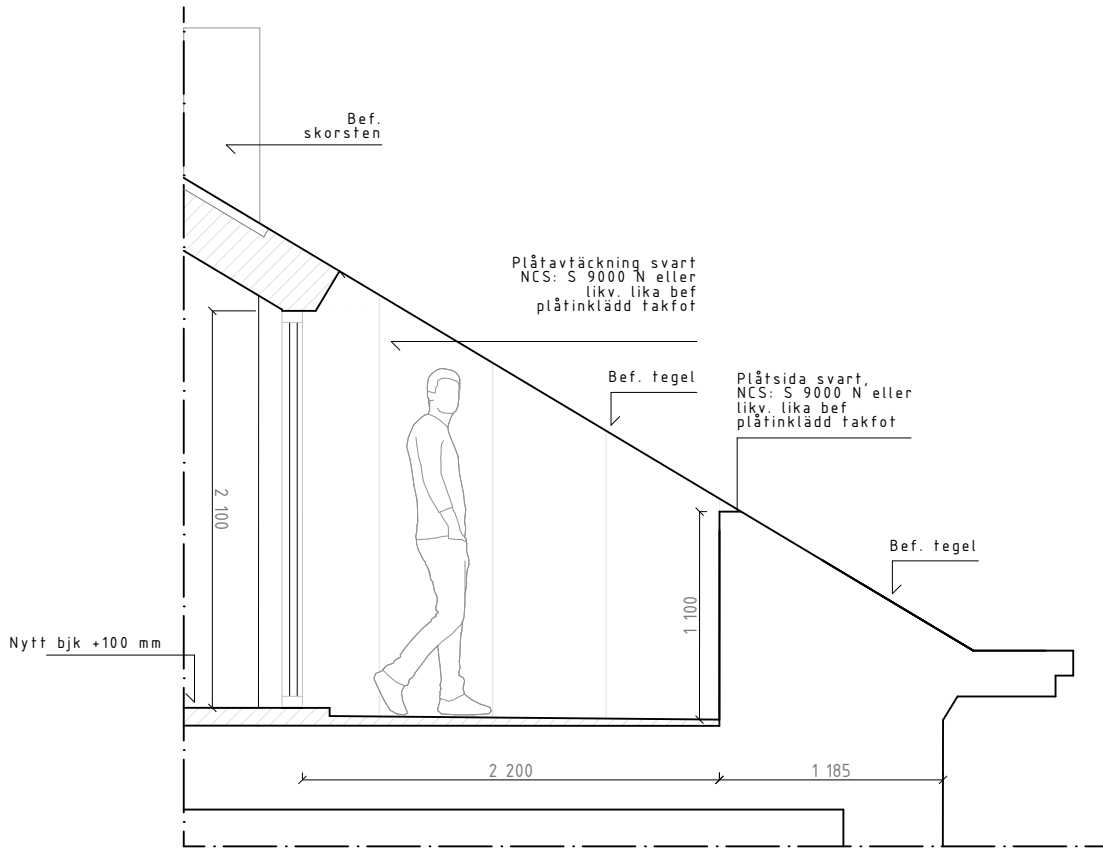 Bef.
skorsten
Plåtavtäckning svart
NCS: S 9000 N eller
likv. lika bef
plåtinklädd takfot
Bef. tegel
Plåtsida svart,
NCS: S 9000 N eller
likv. lika bef
plåtinklädd takfot
2 100
Bef. tegel
1 100
Nytt bjk +100 mm
2 200
1 185